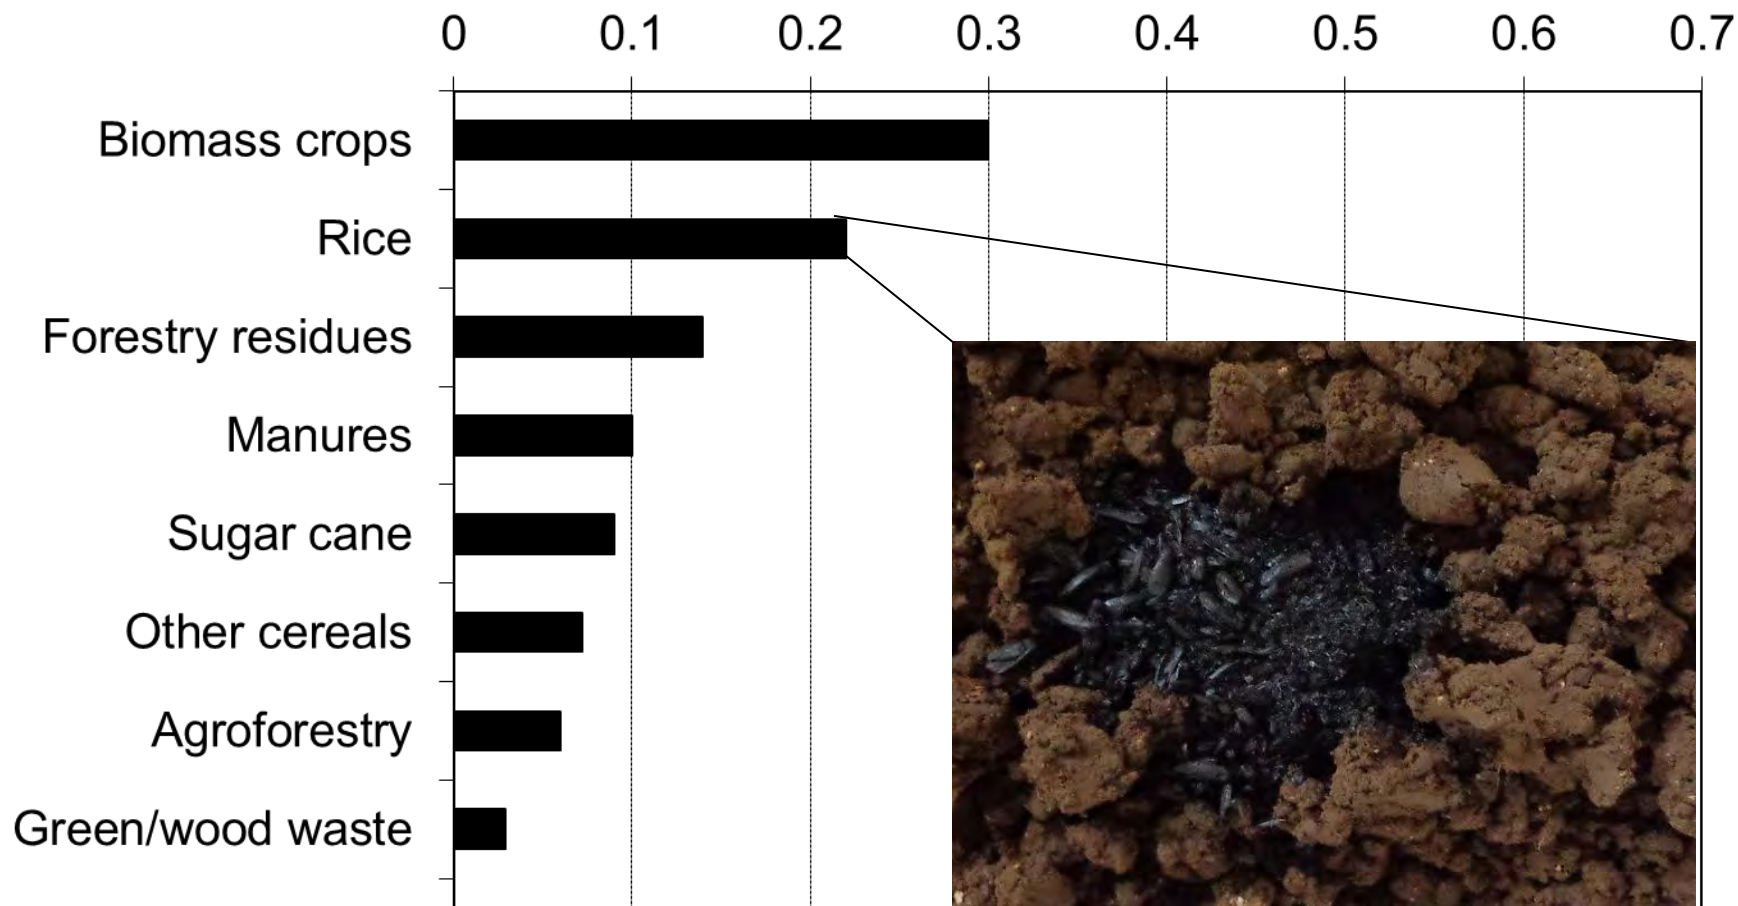 0 0.1 0.2 0.3 0.4 0.5 0.6 0.7
Biomass crops
Rice
Forestry residues
Manures
Sugar cane
Other cereals
Agroforestry
Green/wood waste